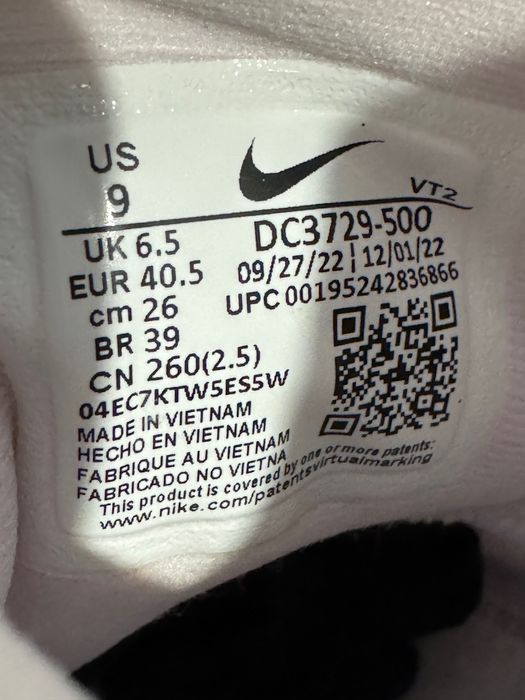 US
9
VT2
UK 6.5
EUR 40.5
cm 26
BR 39
CN 260(2.5)
DC3729-500
09/27/22 | 12/01/22
UPC 00195242836866
04EC7KTW5ES5W
MADE IN VIETNAM
HECHO EN VIETNAM
FABRIQUE AU VIETNAM
FABRICADO NO VIETNA
This product is covered by one or more patents:
www.nike.com/patentsvirtualmarking